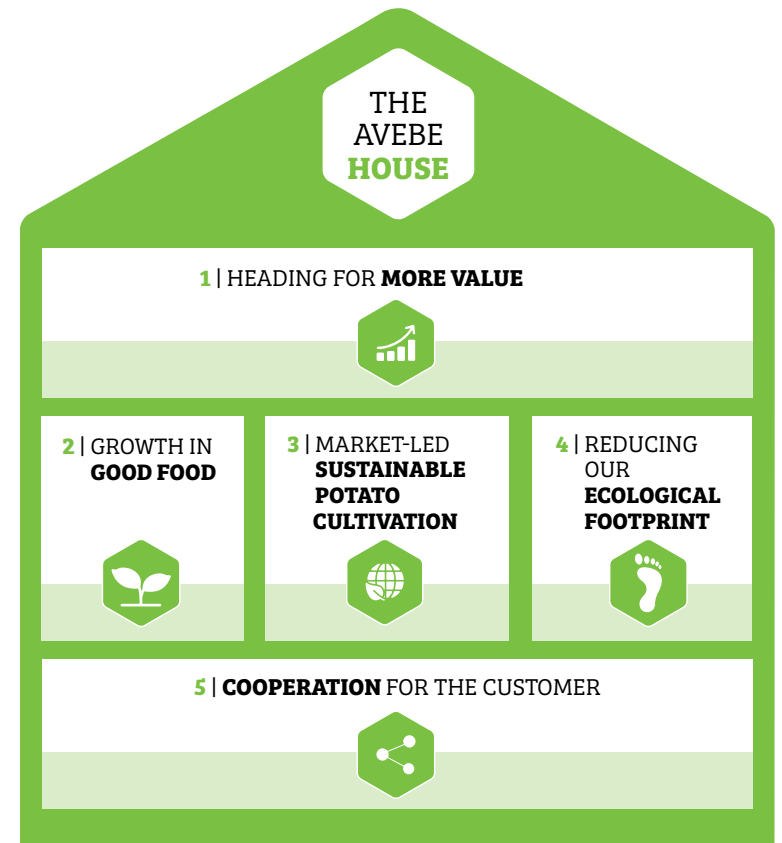 THE
AVEBE
HOUSE
1 | HEADING FOR MORE VALUE
2 | GROWTH IN
GOOD FOOD
3 | MARKET-LED
SUSTAINABLE
POTATO
CULTIVATION
4 | REDUCING
OUR
ECOLOGICAL
FOOTPRINT
5 | COOPERATION FOR THE CUSTOMER